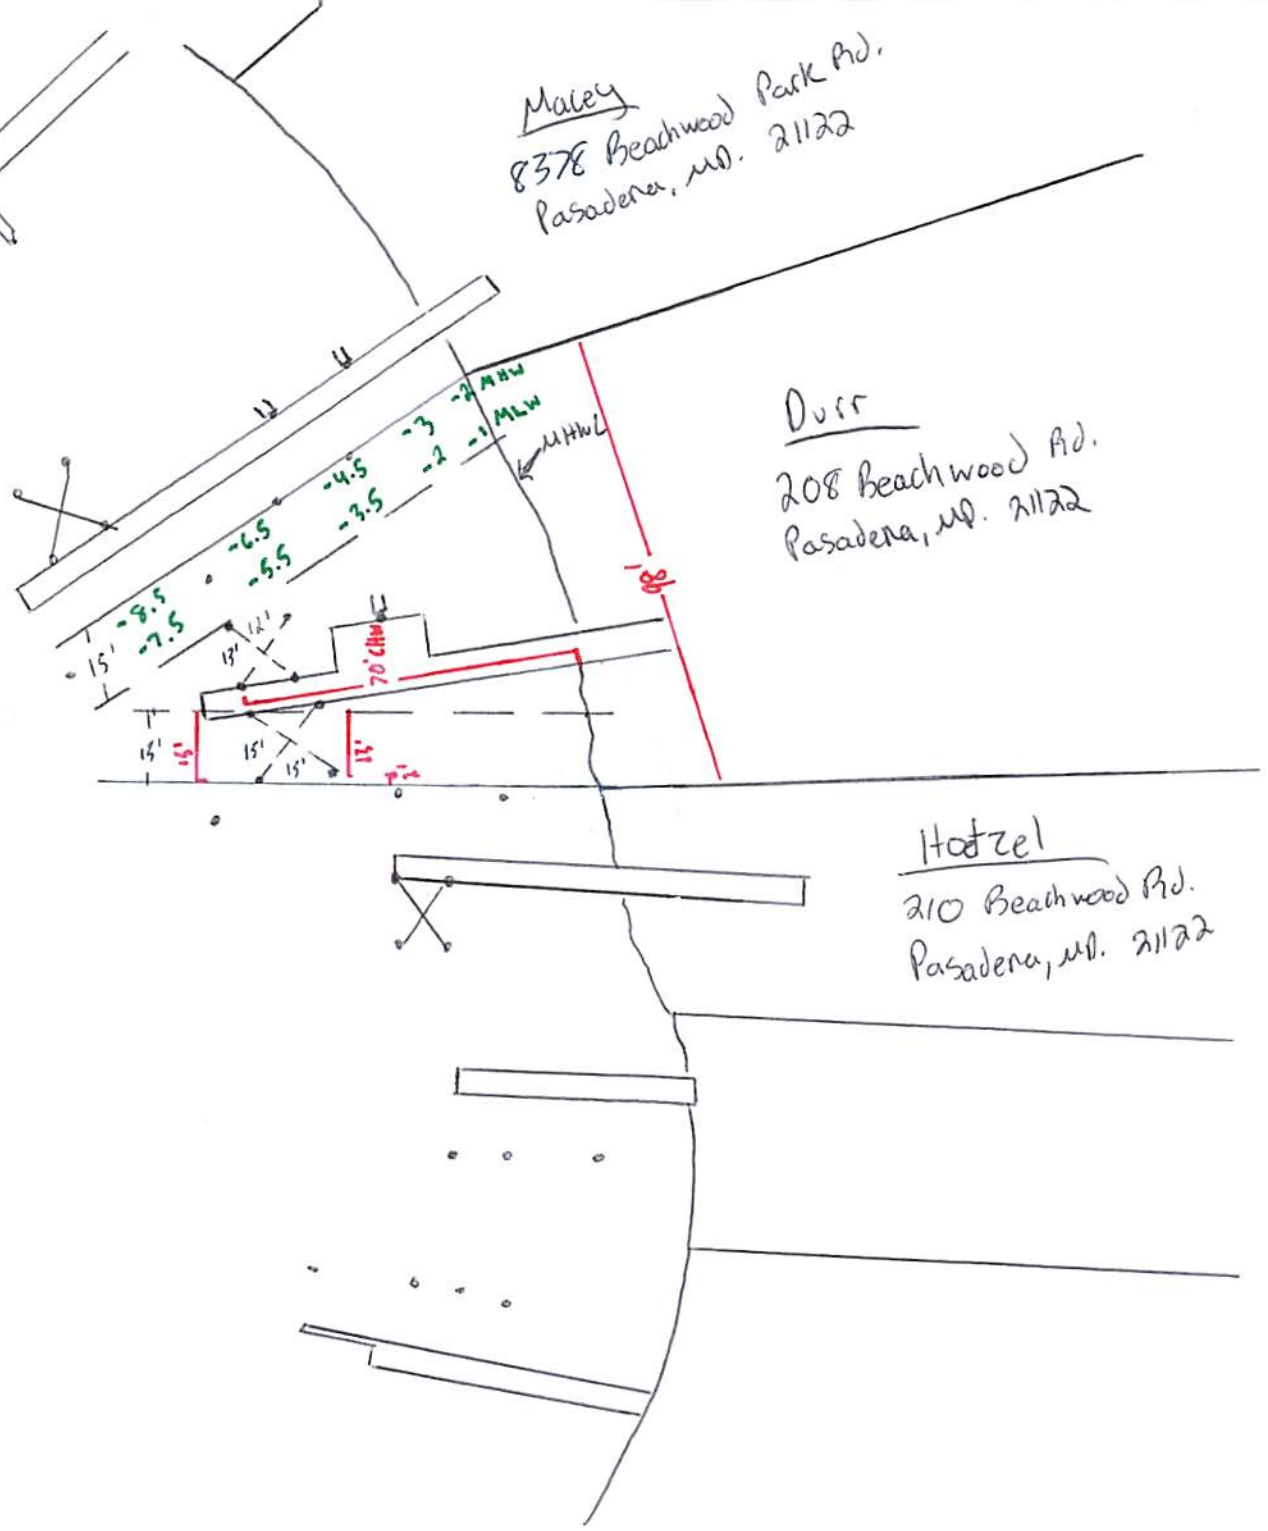 Macey
8378 Beachwood Park Rd.
Pasadena, MD. 21122
-2 MHW
-1 MLW
-3
-2
MHWL
-4.5
-3.5
Durr
208 Beachwood Rd.
Pasadena, MD. 21122
-6.5
-5.5
98'
-8.5
-7.5
12'
13'
15'
70' CHW
15'
15'
15'
15'
13'
2'
Hotzel
210 Beachwood Rd.
Pasadena, MD. 21122